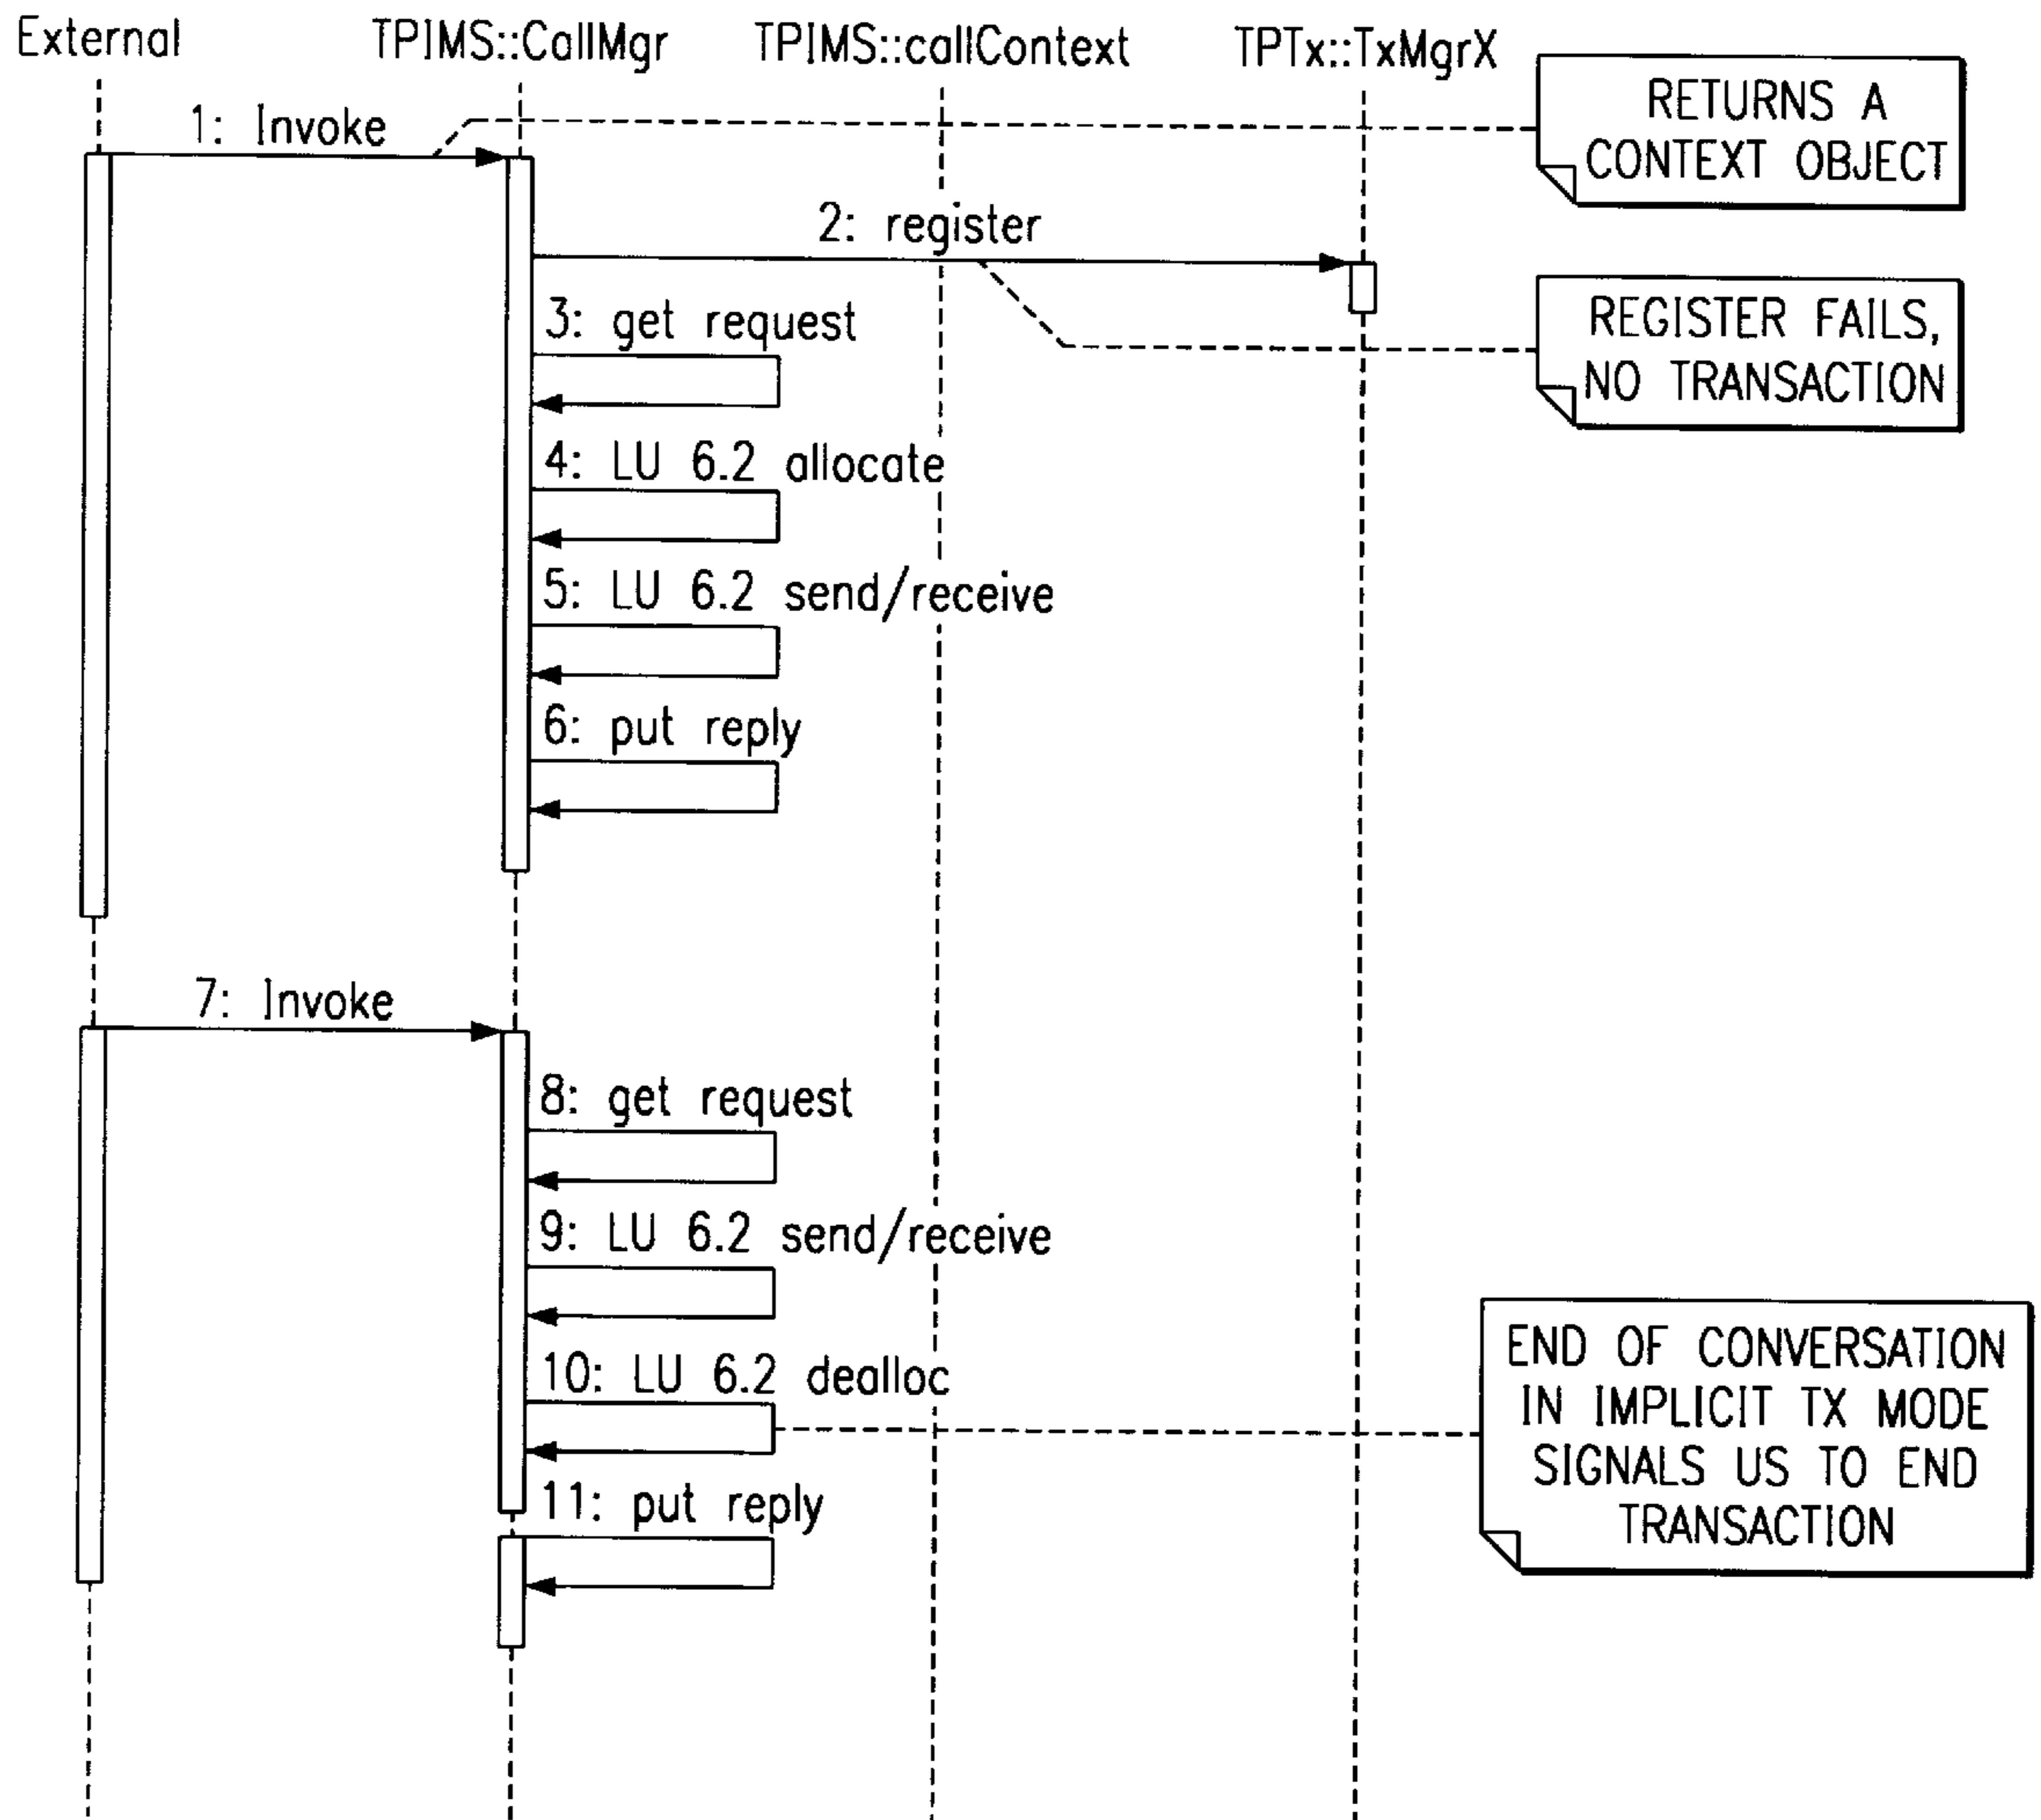 External
TPIMS::CallMgr
TPIMS::callContext
TPTx::TxMgrX
1: Invoke
RETURNS A
CONTEXT OBJECT
2: register
REGISTER FAILS,
NO TRANSACTION
3: get request
4: LU 6.2 allocate
5: LU 6.2 send/receive
6: put reply
7: Invoke
8: get request
9: LU 6.2 send/receive
10: LU 6.2 dealloc
END OF CONVERSATION
IN IMPLICIT TX MODE
SIGNALS US TO END
TRANSACTION
11: put reply